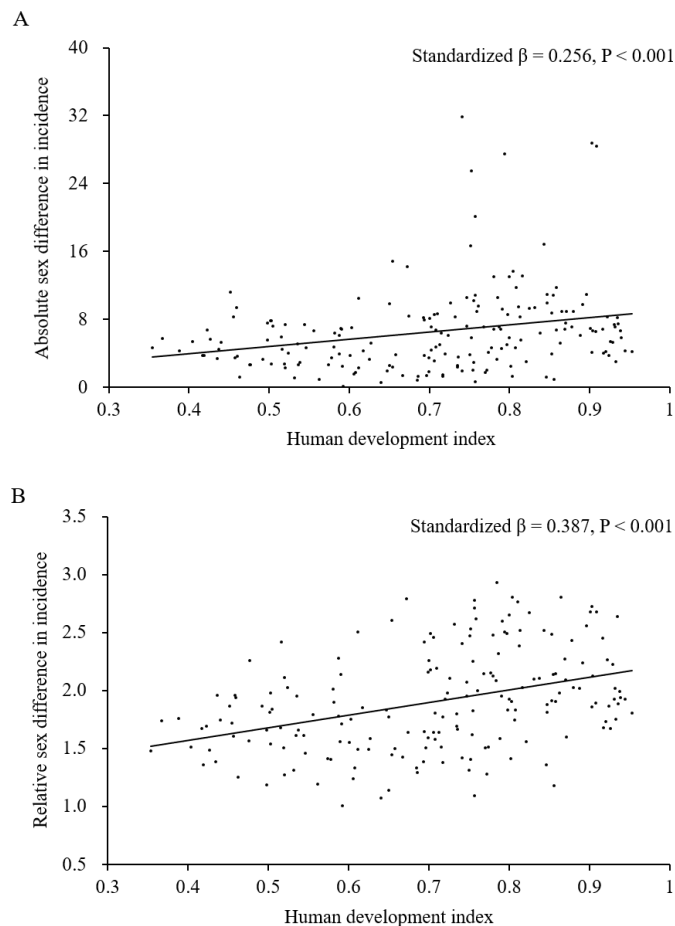 A
Standardized β = 0.256, P < 0.001
Absolute sex difference in incidence
40
32
24
16
8
0
0.3 0.4 0.5 0.6 0.7 0.8 0.9 1
Human development index
B
Standardized β = 0.387, P < 0.001
Relative sex difference in incidence
3.5
3.0
2.5
2.0
1.5
1.0
0.5
0.3 0.4 0.5 0.6 0.7 0.8 0.9 1
Human development index